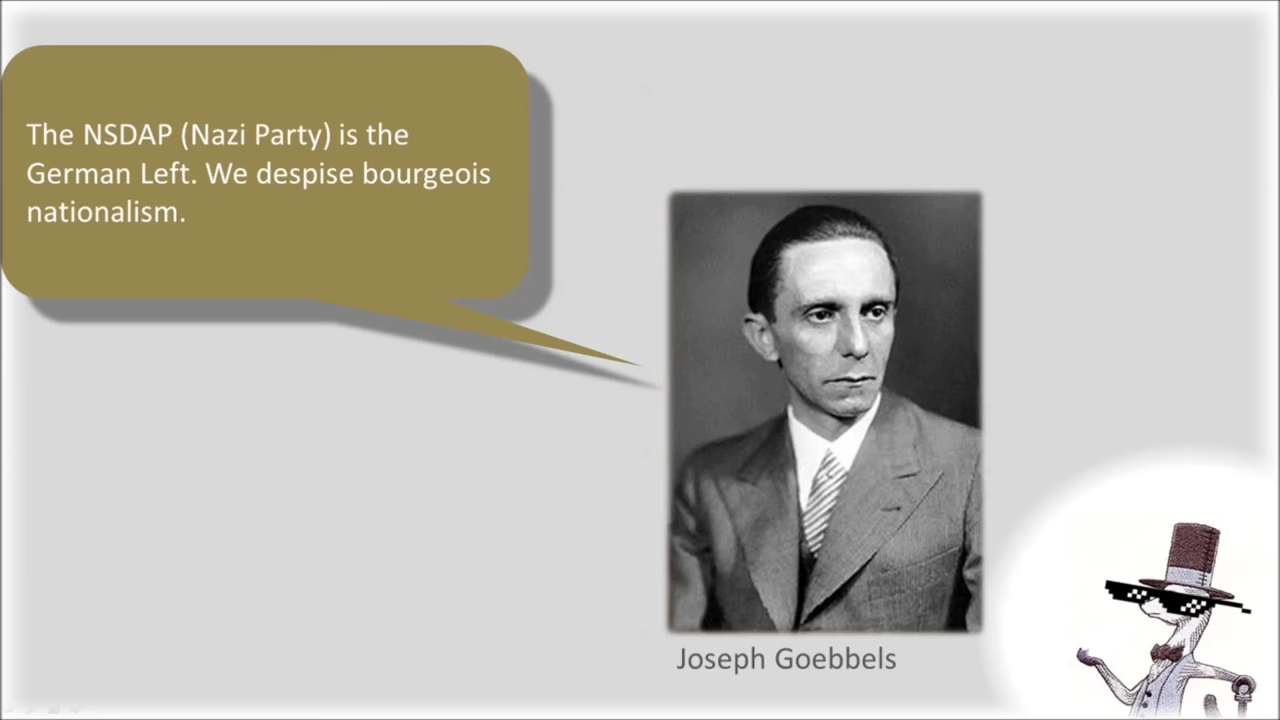 The NSDAP (Nazi Party) is the
German Left. We despise bourgeois
nationalism.
Joseph Goebbels